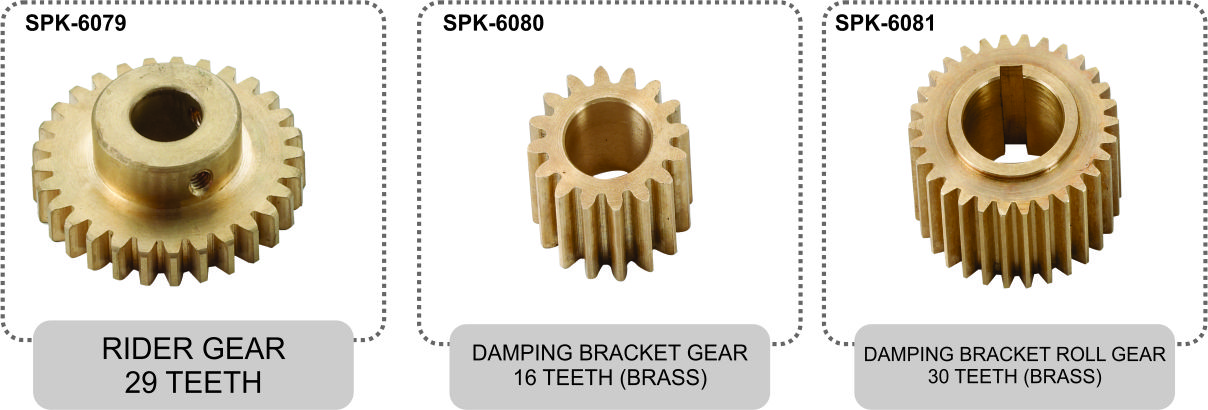 SPK-6079
RIDER GEAR
29 TEETH
SPK-6080
DAMPING BRACKET GEAR
16 TEETH (BRASS)
SPK-6081
DAMPING BRACKET ROLL GEAR
30 TEETH (BRASS)